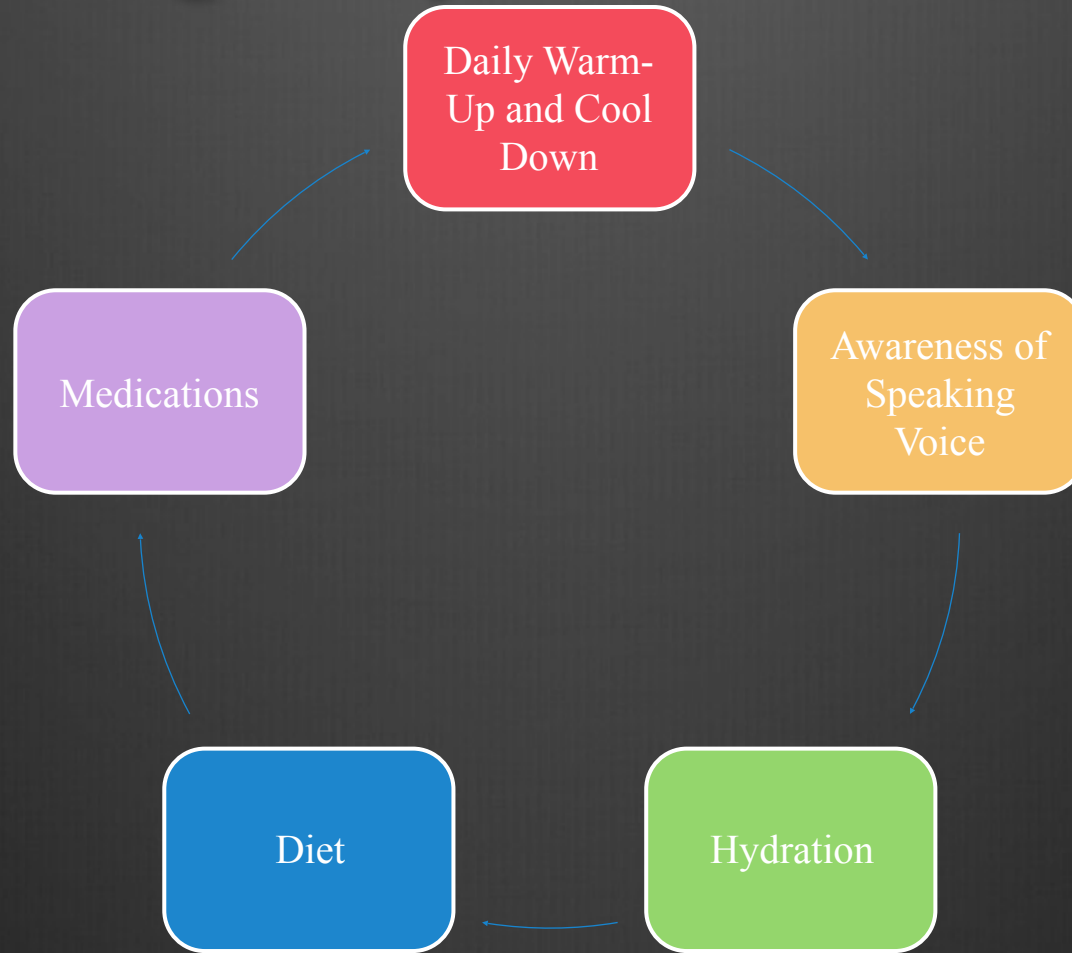 Daily Warm-
Up and Cool
Down
Awareness of
Speaking
Voice
Hydration
Diet
Medications